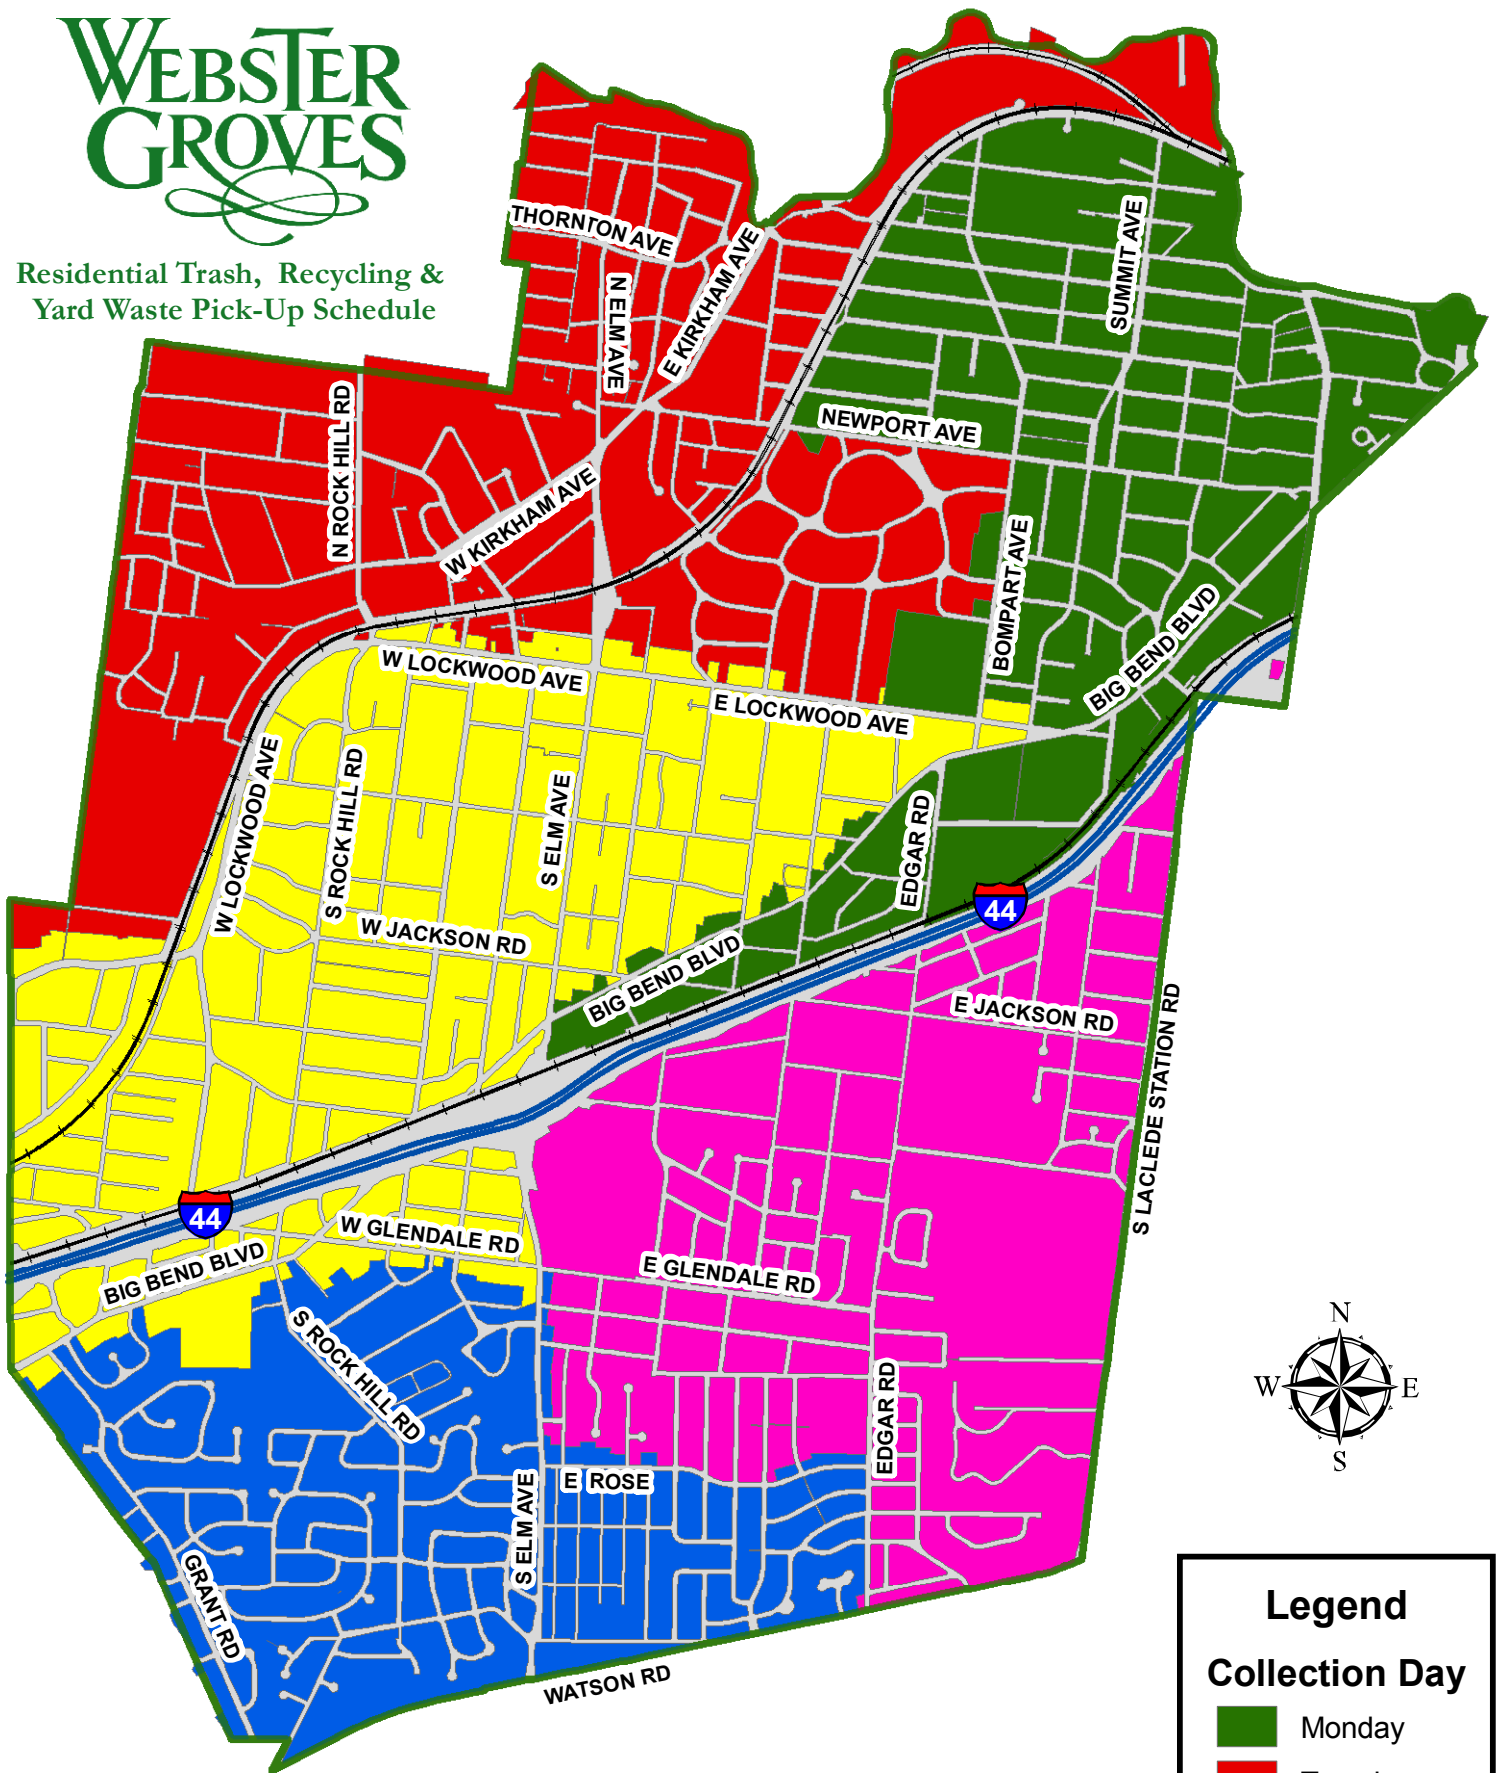 WEBSTER
GROVES
Residential Trash, Recycling &
Yard Waste Pick-Up Schedule
THORNTON AVE
N ELM AVE
E KIRKHAM AVE
SUMMIT AVE
N ROCK HILL RD
NEWPORT AVE
W KIRKHAM AVE
BOMPART AVE
BIG BEND BLVD
W LOCKWOOD AVE
E LOCKWOOD AVE
W LOCKWOOD AVE
S ROCK HILL RD
S ELM AVE
EDGAR RD
44
W JACKSON RD
BIG BEND BLVD
E JACKSON RD
S LACLEDE STATION RD
44
W GLENDALE RD
BIG BEND BLVD
E GLENDALE RD
S ROCK HILL RD
EDGAR RD
N
W E
S
E ROSE
S ELM AVE
GRANT RD
WATSON RD
Legend
Collection Day
Monday